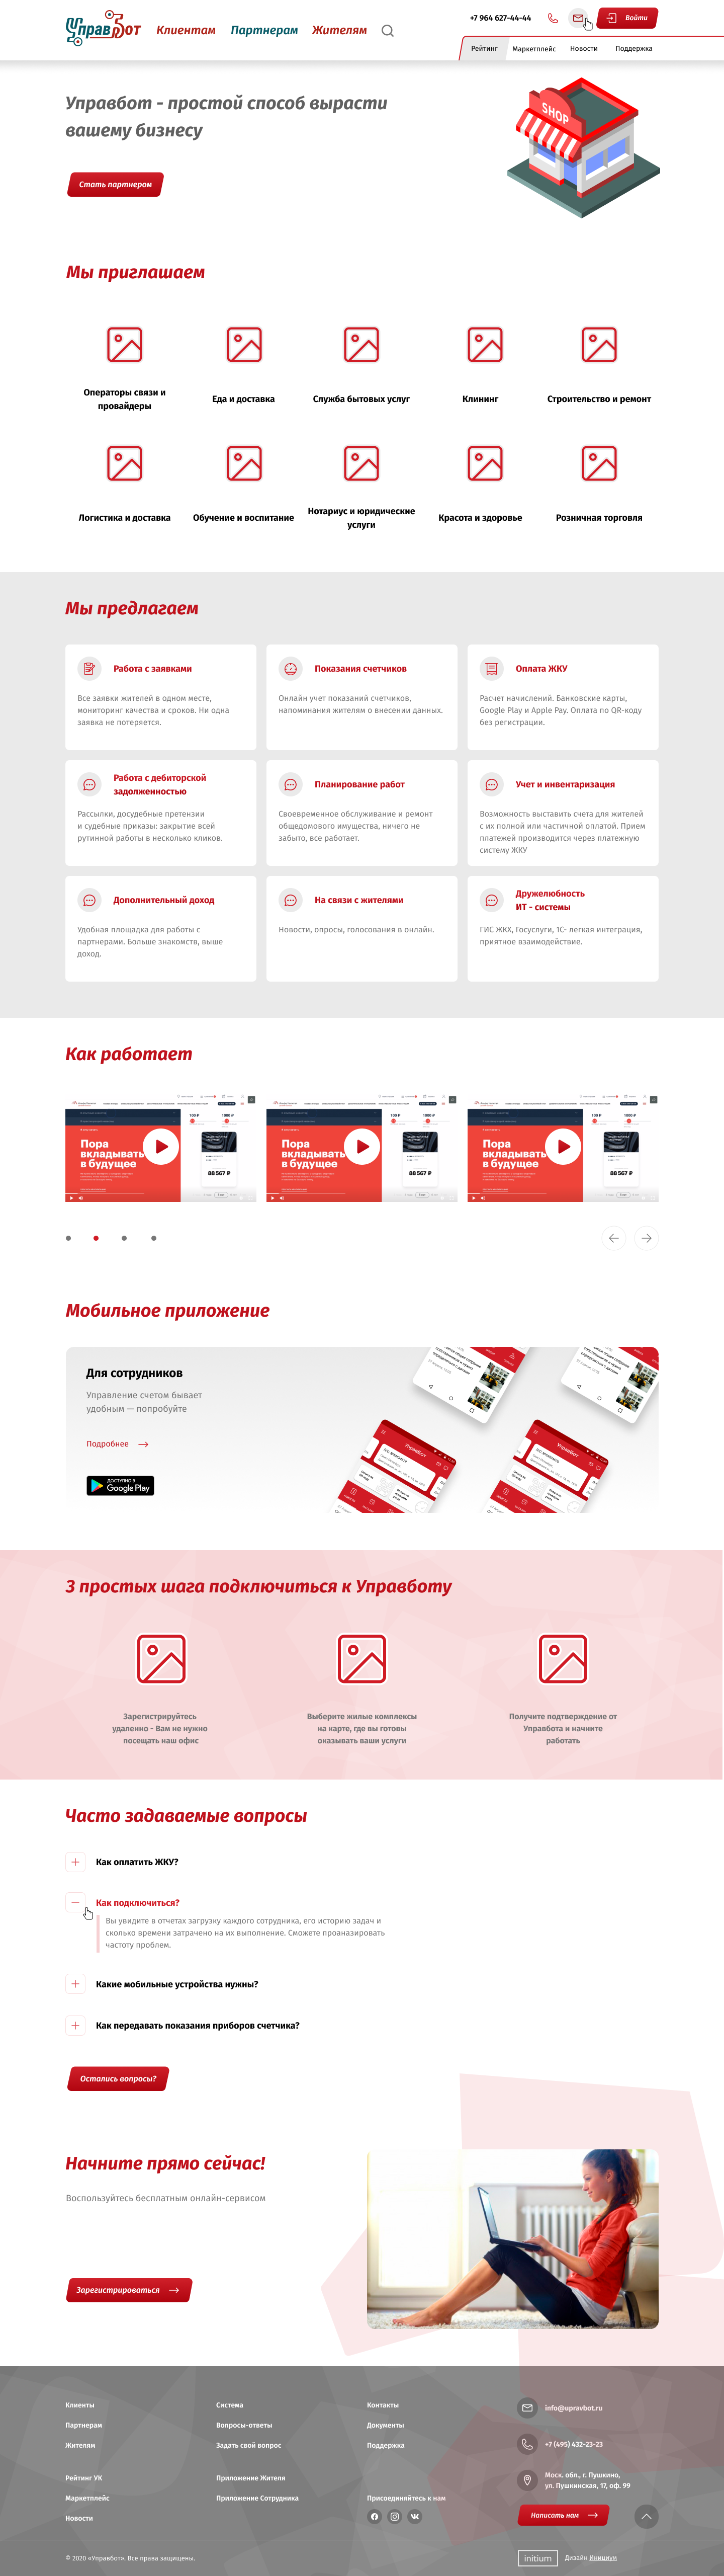 УправБот
Клиентам
Партнерам
Жителям
+7 964 627-44-44
Войти
Рейтинг
Маркетплейс
Новости
Поддержка
Управбот - простой способ вырасти
вашему бизнесу
SHOP
Стать партнером
Мы приглашаем
Операторы связи и
провайдеры
Еда и доставка
Служба бытовых услуг
Клининг
Строительство и ремонт
Логистика и доставка
Обучение и воспитание
Нотариус и юридические
услуги
Красота и здоровье
Розничная торговля
Мы предлагаем
Работа с заявками
Все заявки жителей в одном месте,
мониторинг качества и сроков. Ни одна
заявка не потеряется.
Показания счетчиков
Онлайн учет показаний счетчиков,
напоминания жителям о внесении данных.
Оплата ЖКУ
Расчет начислений. Банковские карты,
Google Play и Apple Pay. Оплата по QR-коду
без регистрации.
Работа с дебиторской
задолженностью
Рассылки, досудебные претензии
и судебные приказы: закрытие всей
рутинной работы в несколько кликов.
Планирование работ
Своевременное обслуживание и ремонт
общедомового имущества, ничего не
забыто, все работает.
Учет и инвентаризация
Возможность выставить счета для жителей
с их полной или частичной оплатой. Прием
платежей производится через платежную
систему ЖКУ
Дополнительный доход
Удобная площадка для работы с
партнерами. Больше знакомств, выше
доход.
На связи с жителями
Новости, опросы, голосования в онлайн.
Дружелюбность
ИТ - системы
ГИС ЖКХ, Госуслуги, 1С- легкая интеграция,
приятное взаимодействие.
Как работает
Пора
вкладывать
в будущее
100 ₽
1000 ₽
88 567 ₽
Пора
вкладывать
в будущее
100 ₽
1000 ₽
88 567 ₽
Пора
вкладывать
в будущее
100 ₽
1000 ₽
88 567 ₽
Мобильное приложение
Для сотрудников
Управление счетом бывает
удобным — попробуйте
Подробнее
ДОСТУПНО В
Google Play
УправБот
УправБот
3 простых шага подключиться к Управботу
Зарегистрируйтесь
удаленно - Вам не нужно
посещать наш офис
Выберите жилые комплексы
на карте, где вы готовы
оказывать ваши услуги
Получите подтверждение от
Управбота и начните
работать
Часто задаваемые вопросы
Как оплатить ЖКУ?
Как подключиться?
Вы увидите в отчетах загрузку каждого сотрудника, его историю задач и
сколько времени затрачено на их выполнение. Сможете проаназировать
частоту проблем.
Какие мобильные устройства нужны?
Как передавать показания приборов счетчика?
Остались вопросы?
Начните прямо сейчас!
Воспользуйтесь бесплатным онлайн-сервисом
Зарегистрироваться
Клиенты
Партнерам
Жителям
Рейтинг УК
Маркетплейс
Новости
Система
Вопросы-ответы
Задать свой вопрос
Приложение Жителя
Приложение Сотрудника
Контакты
Документы
Поддержка
Присоединяйтесь к нам
info@upravbot.ru
+7 (495) 432-23-23
Моск. обл., г. Пушкино,
ул. Пушкинская, 17, оф. 99
Написать нам
© 2020 «Управбот». Все права защищены.
initium
Дизайн Инициум